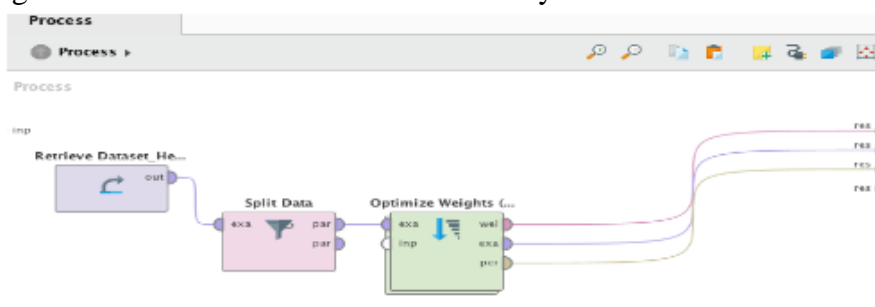 Process
Process
Process
inp
Retrieve Dataset_He...
out
Split Data
exa
par
par
Optimize Weights (...
exa
inp
wei
exa
per
res
res
res
res